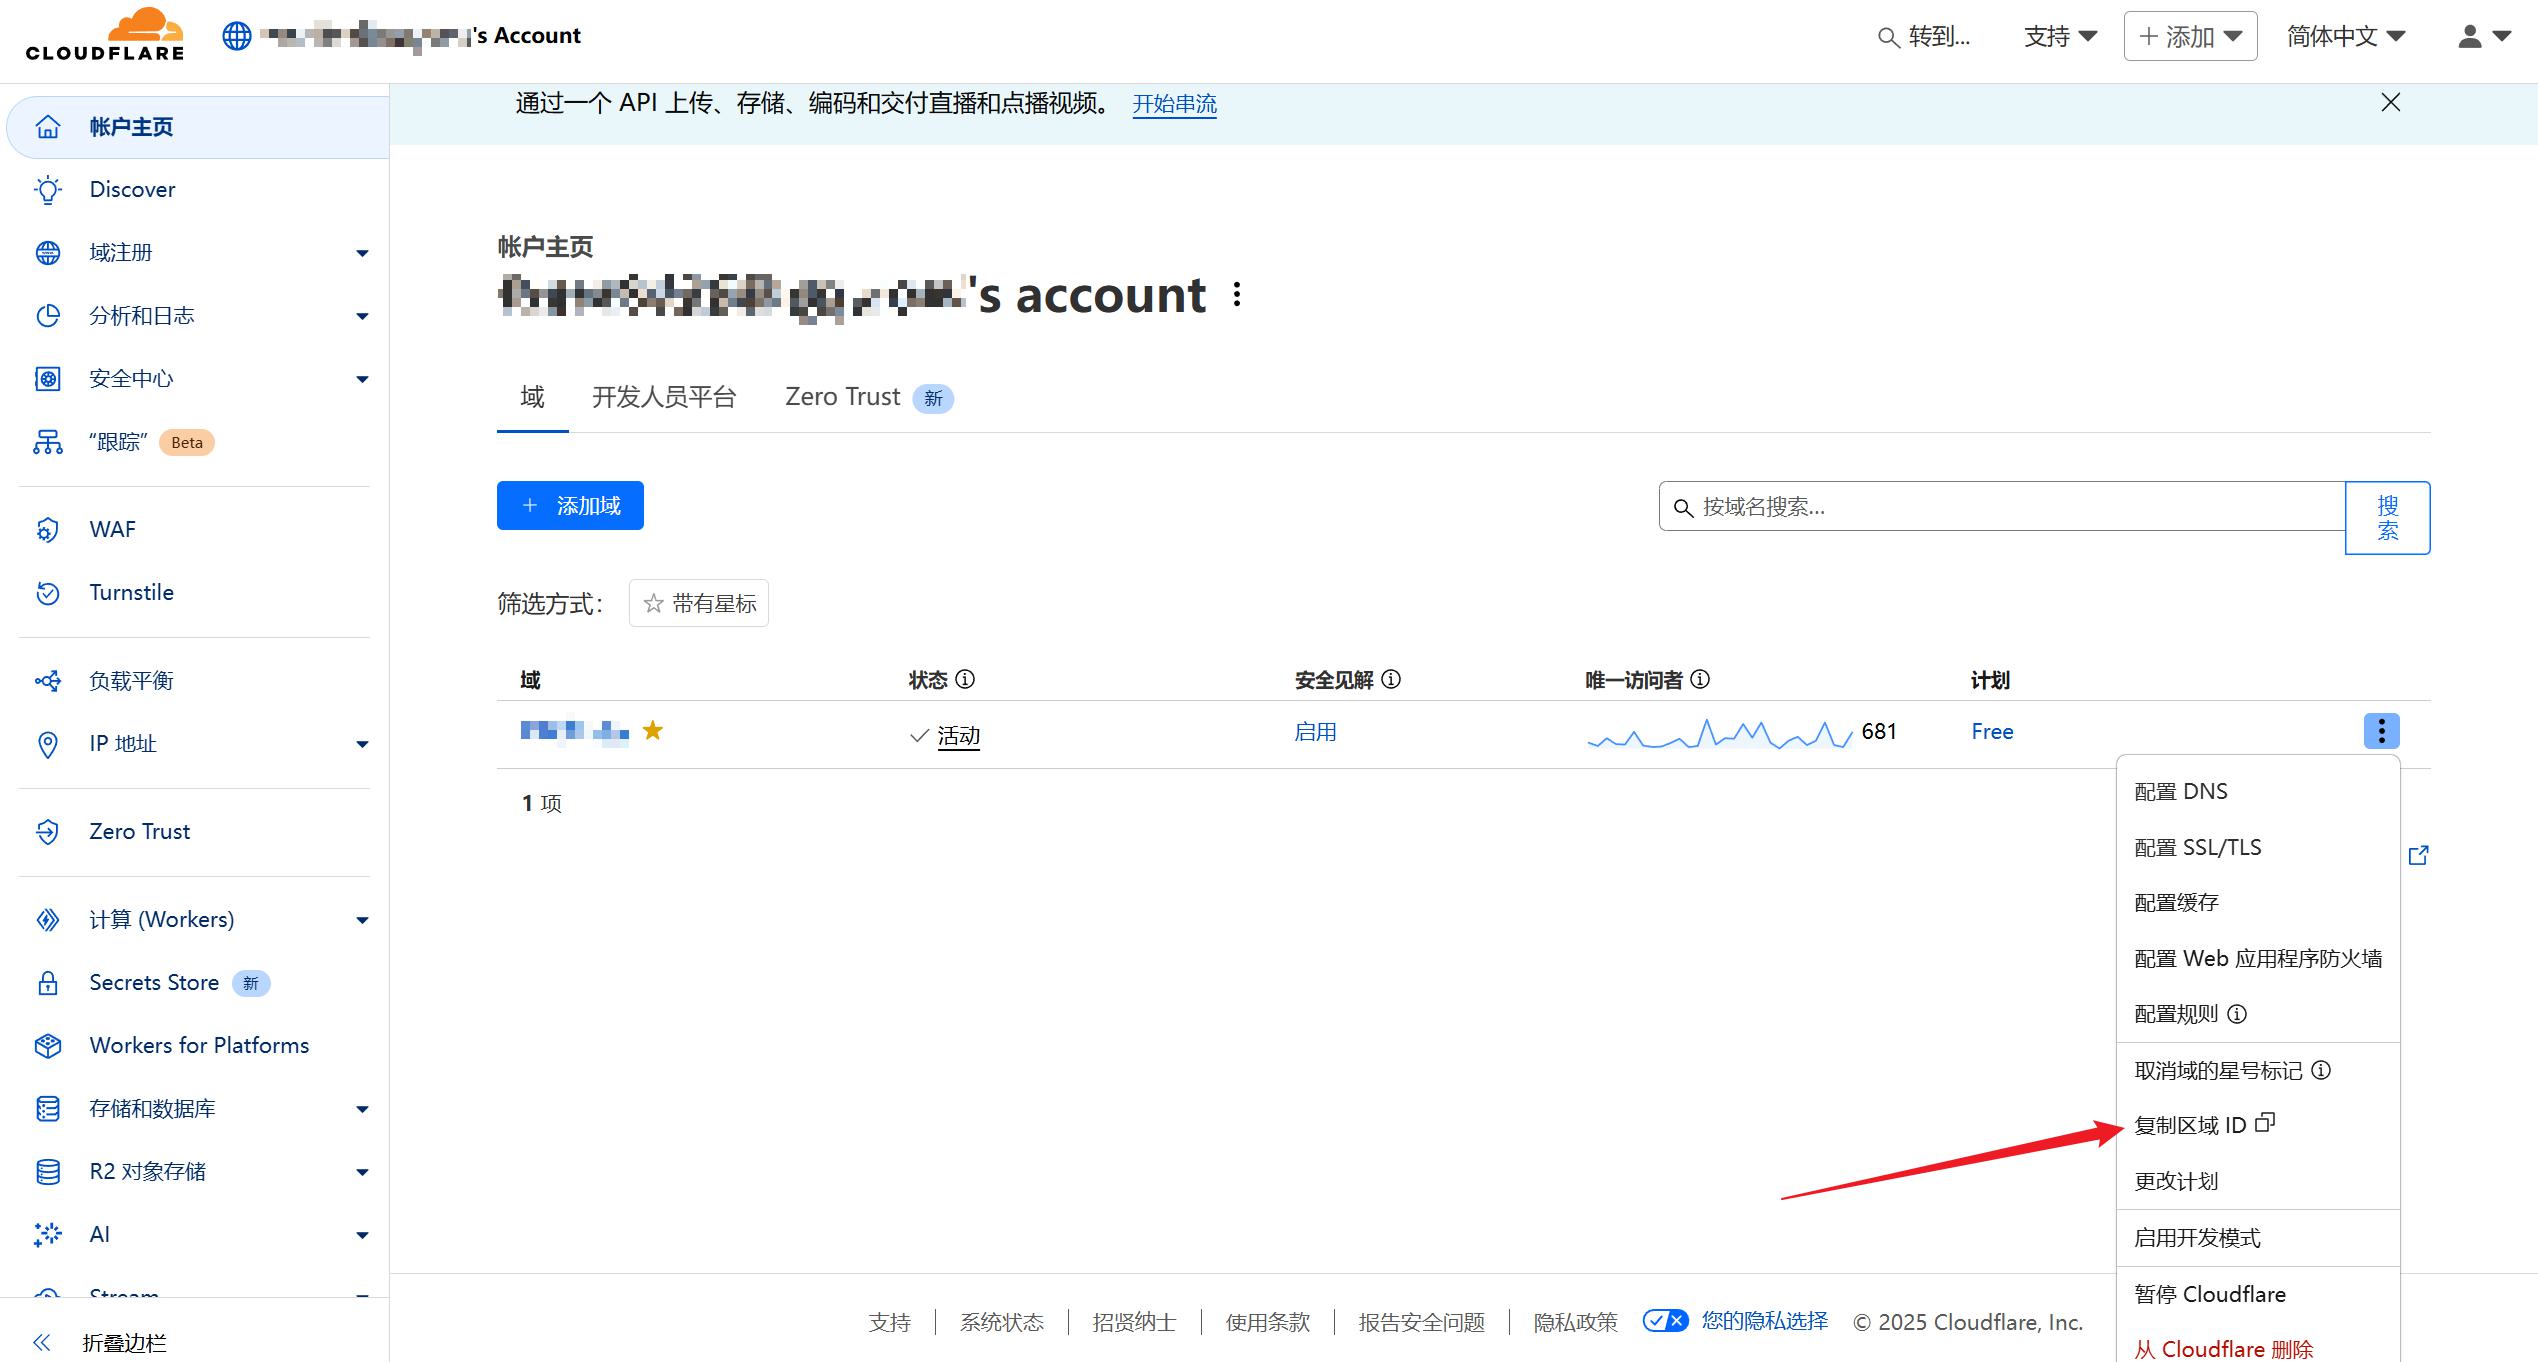 CLOUDFLARE
's Account
转到...
支持
添加
简体中文
帐户主页
Discover
域注册
分析和日志
安全中心
“跟踪” Beta
WAF
Turnstile
负载平衡
IP 地址
Zero Trust
计算 (Workers)
Secrets Store 新
Workers for Platforms
存储和数据库
R2 对象存储
AI
Stream
折叠边栏
通过一个 API 上传、存储、编码和交付直播和点播视频。 开始串流
帐户主页
's account
域 开发人员平台 Zero Trust 新
+ 添加域
按域名搜索...
搜
索
筛选方式： 带有星标
域 状态 安全见解 唯一访问者 计划
活动 启用 681 Free
1 项
配置 DNS
配置 SSL/TLS
配置缓存
配置 Web 应用程序防火墙
配置规则
取消域的星号标记
复制区域 ID
更改计划
启用开发模式
暂停 Cloudflare
从 Cloudflare 删除
支持 系统状态 招贤纳士 使用条款 报告安全问题 隐私政策 您的隐私选择 © 2025 Cloudflare, Inc.